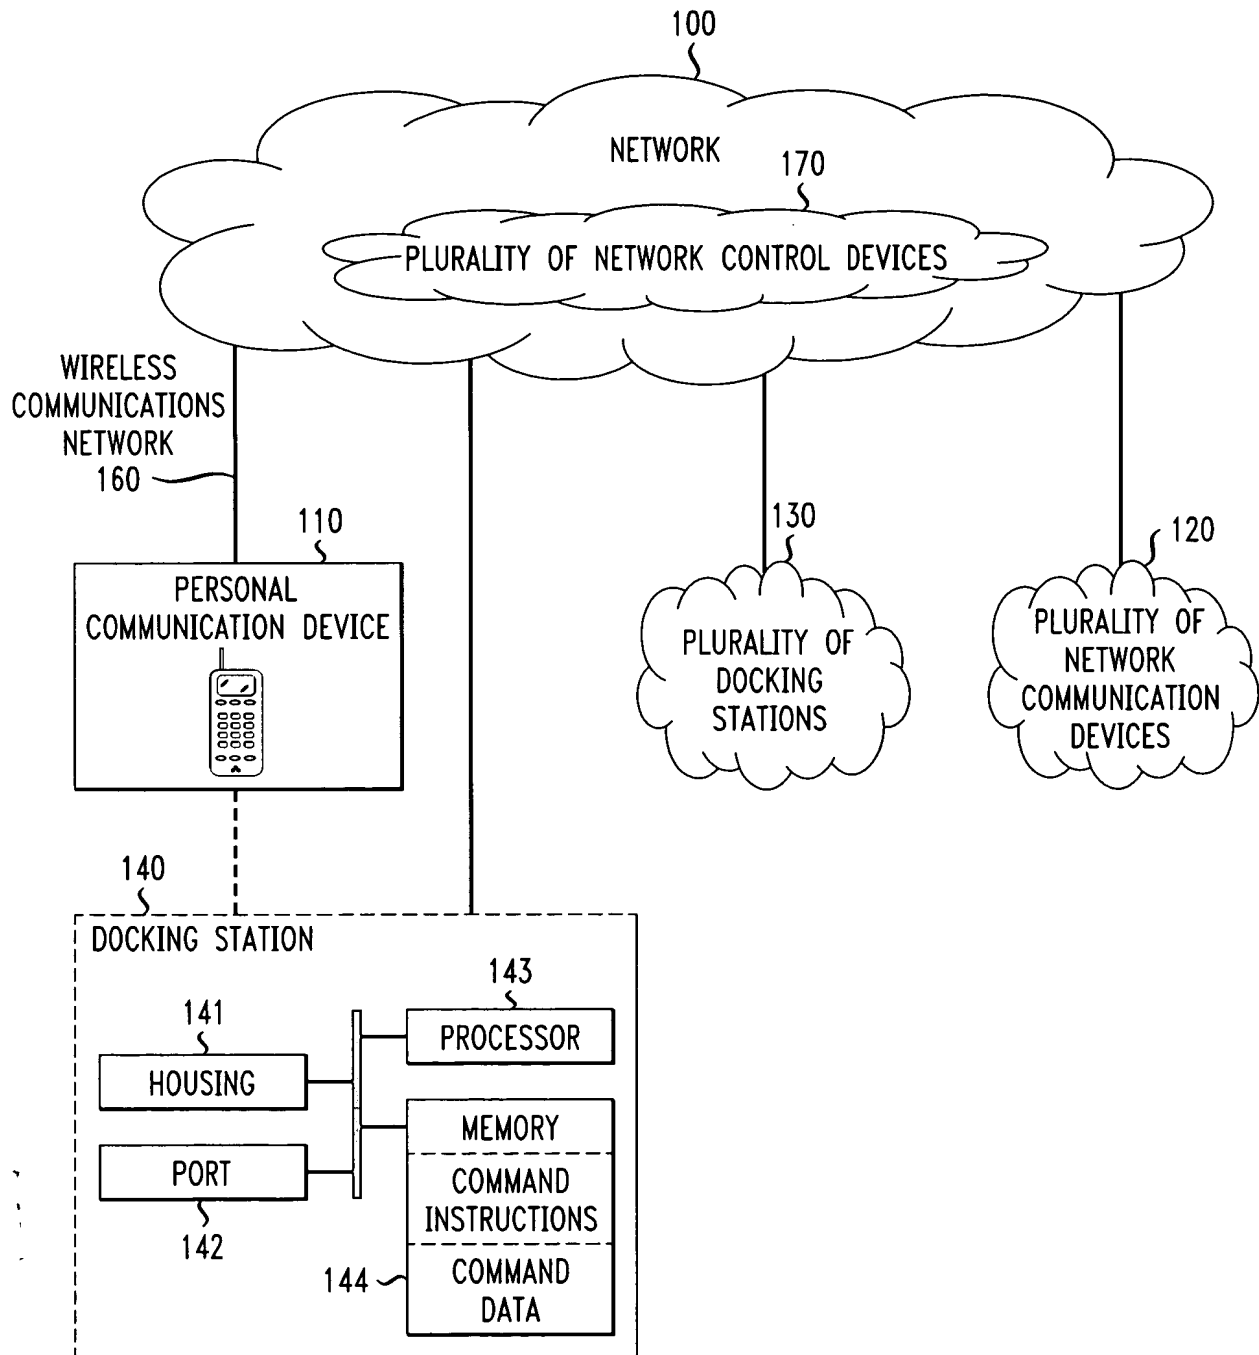 100
NETWORK
170
PLURALITY OF NETWORK CONTROL DEVICES
WIRELESS
COMMUNICATIONS
NETWORK
160
110
PERSONAL
COMMUNICATION DEVICE
130
PLURALITY OF
DOCKING
STATIONS
120
PLURALITY OF
NETWORK
COMMUNICATION
DEVICES
140
DOCKING STATION
141
HOUSING
PORT
142
143
PROCESSOR
MEMORY
COMMAND
INSTRUCTIONS
144
COMMAND
DATA